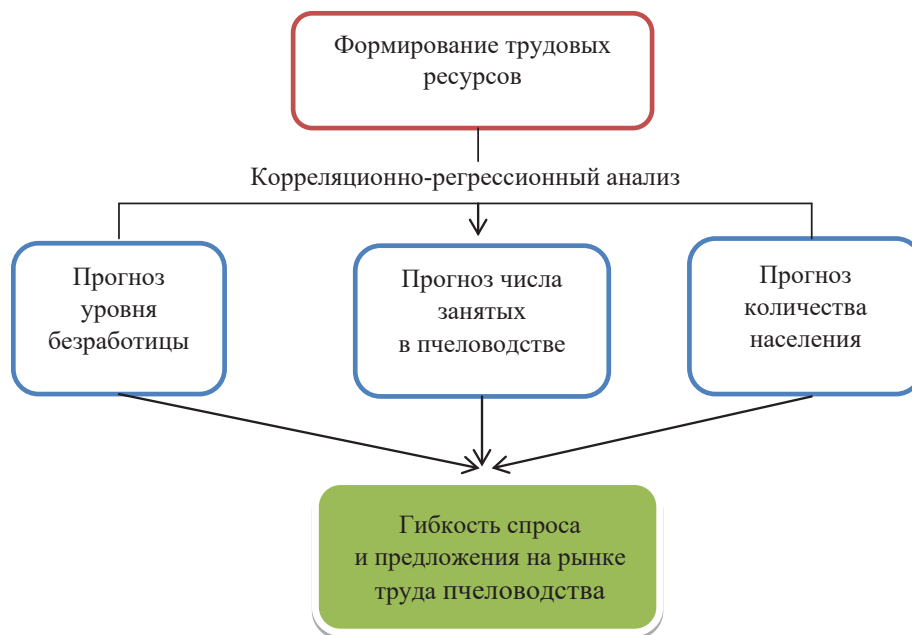 Формирование трудовых
ресурсов
Корреляционно-регрессионный анализ
Прогноз
уровня
безработицы
Прогноз числа
занятых
в пчеловодстве
Прогноз
количества
населения
Гибкость спроса
и предложения на рынке
труда пчеловодства